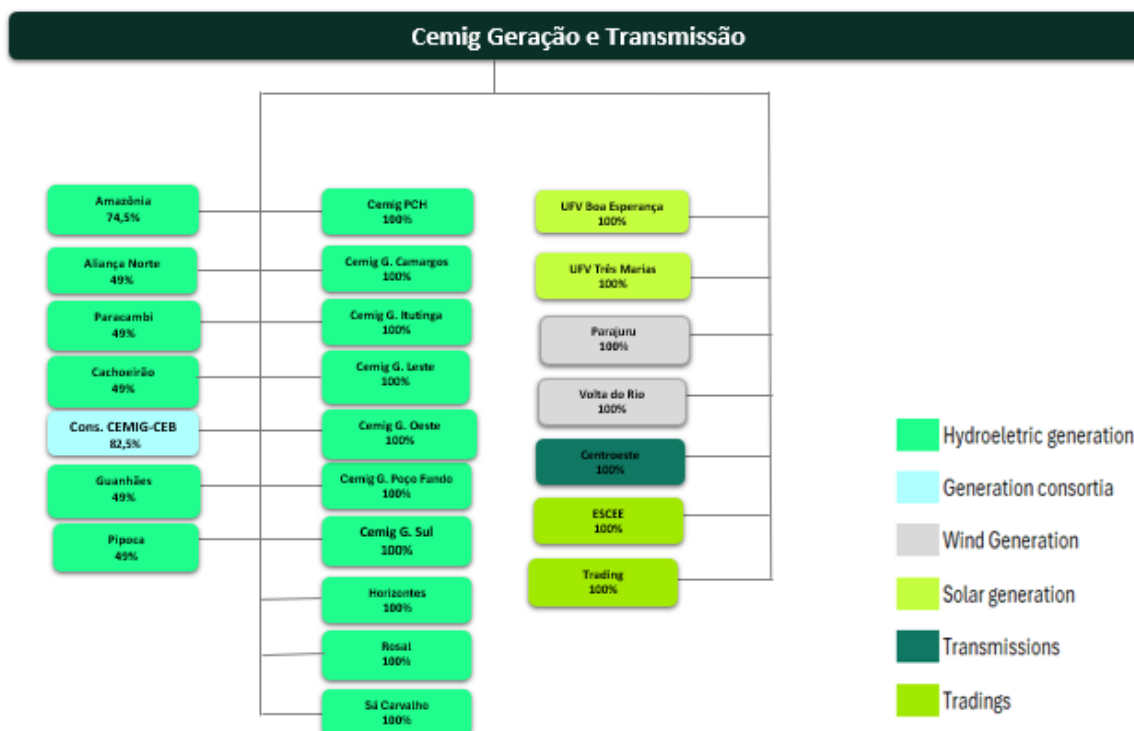 Cemig Geração e Transmissão
Amazônia
74,5%
Aliança Norte
49%
Paracambi
49%
Cachoeirão
49%
Cons. CEMIG-CEB
82,5%
Guanhães
49%
Pipoca
49%
Cemig PCH
100%
Cemig G. Camargos
100%
Cemig G. Itutinga
100%
Cemig G. Leste
100%
Cemig G. Oeste
100%
Cemig G. Poço Fundo
100%
Cemig G. Sul
100%
Horizontes
100%
Rosal
100%
Sá Carvalho
100%
UFV Boa Esperança
100%
UFV Três Marias
100%
Parajuru
100%
Volta do Rio
100%
Centroeste
100%
ESCEE
100%
Trading
100%
Hydroeletric generation
Generation consortia
Wind Generation
Solar generation
Transmissions
Tradings